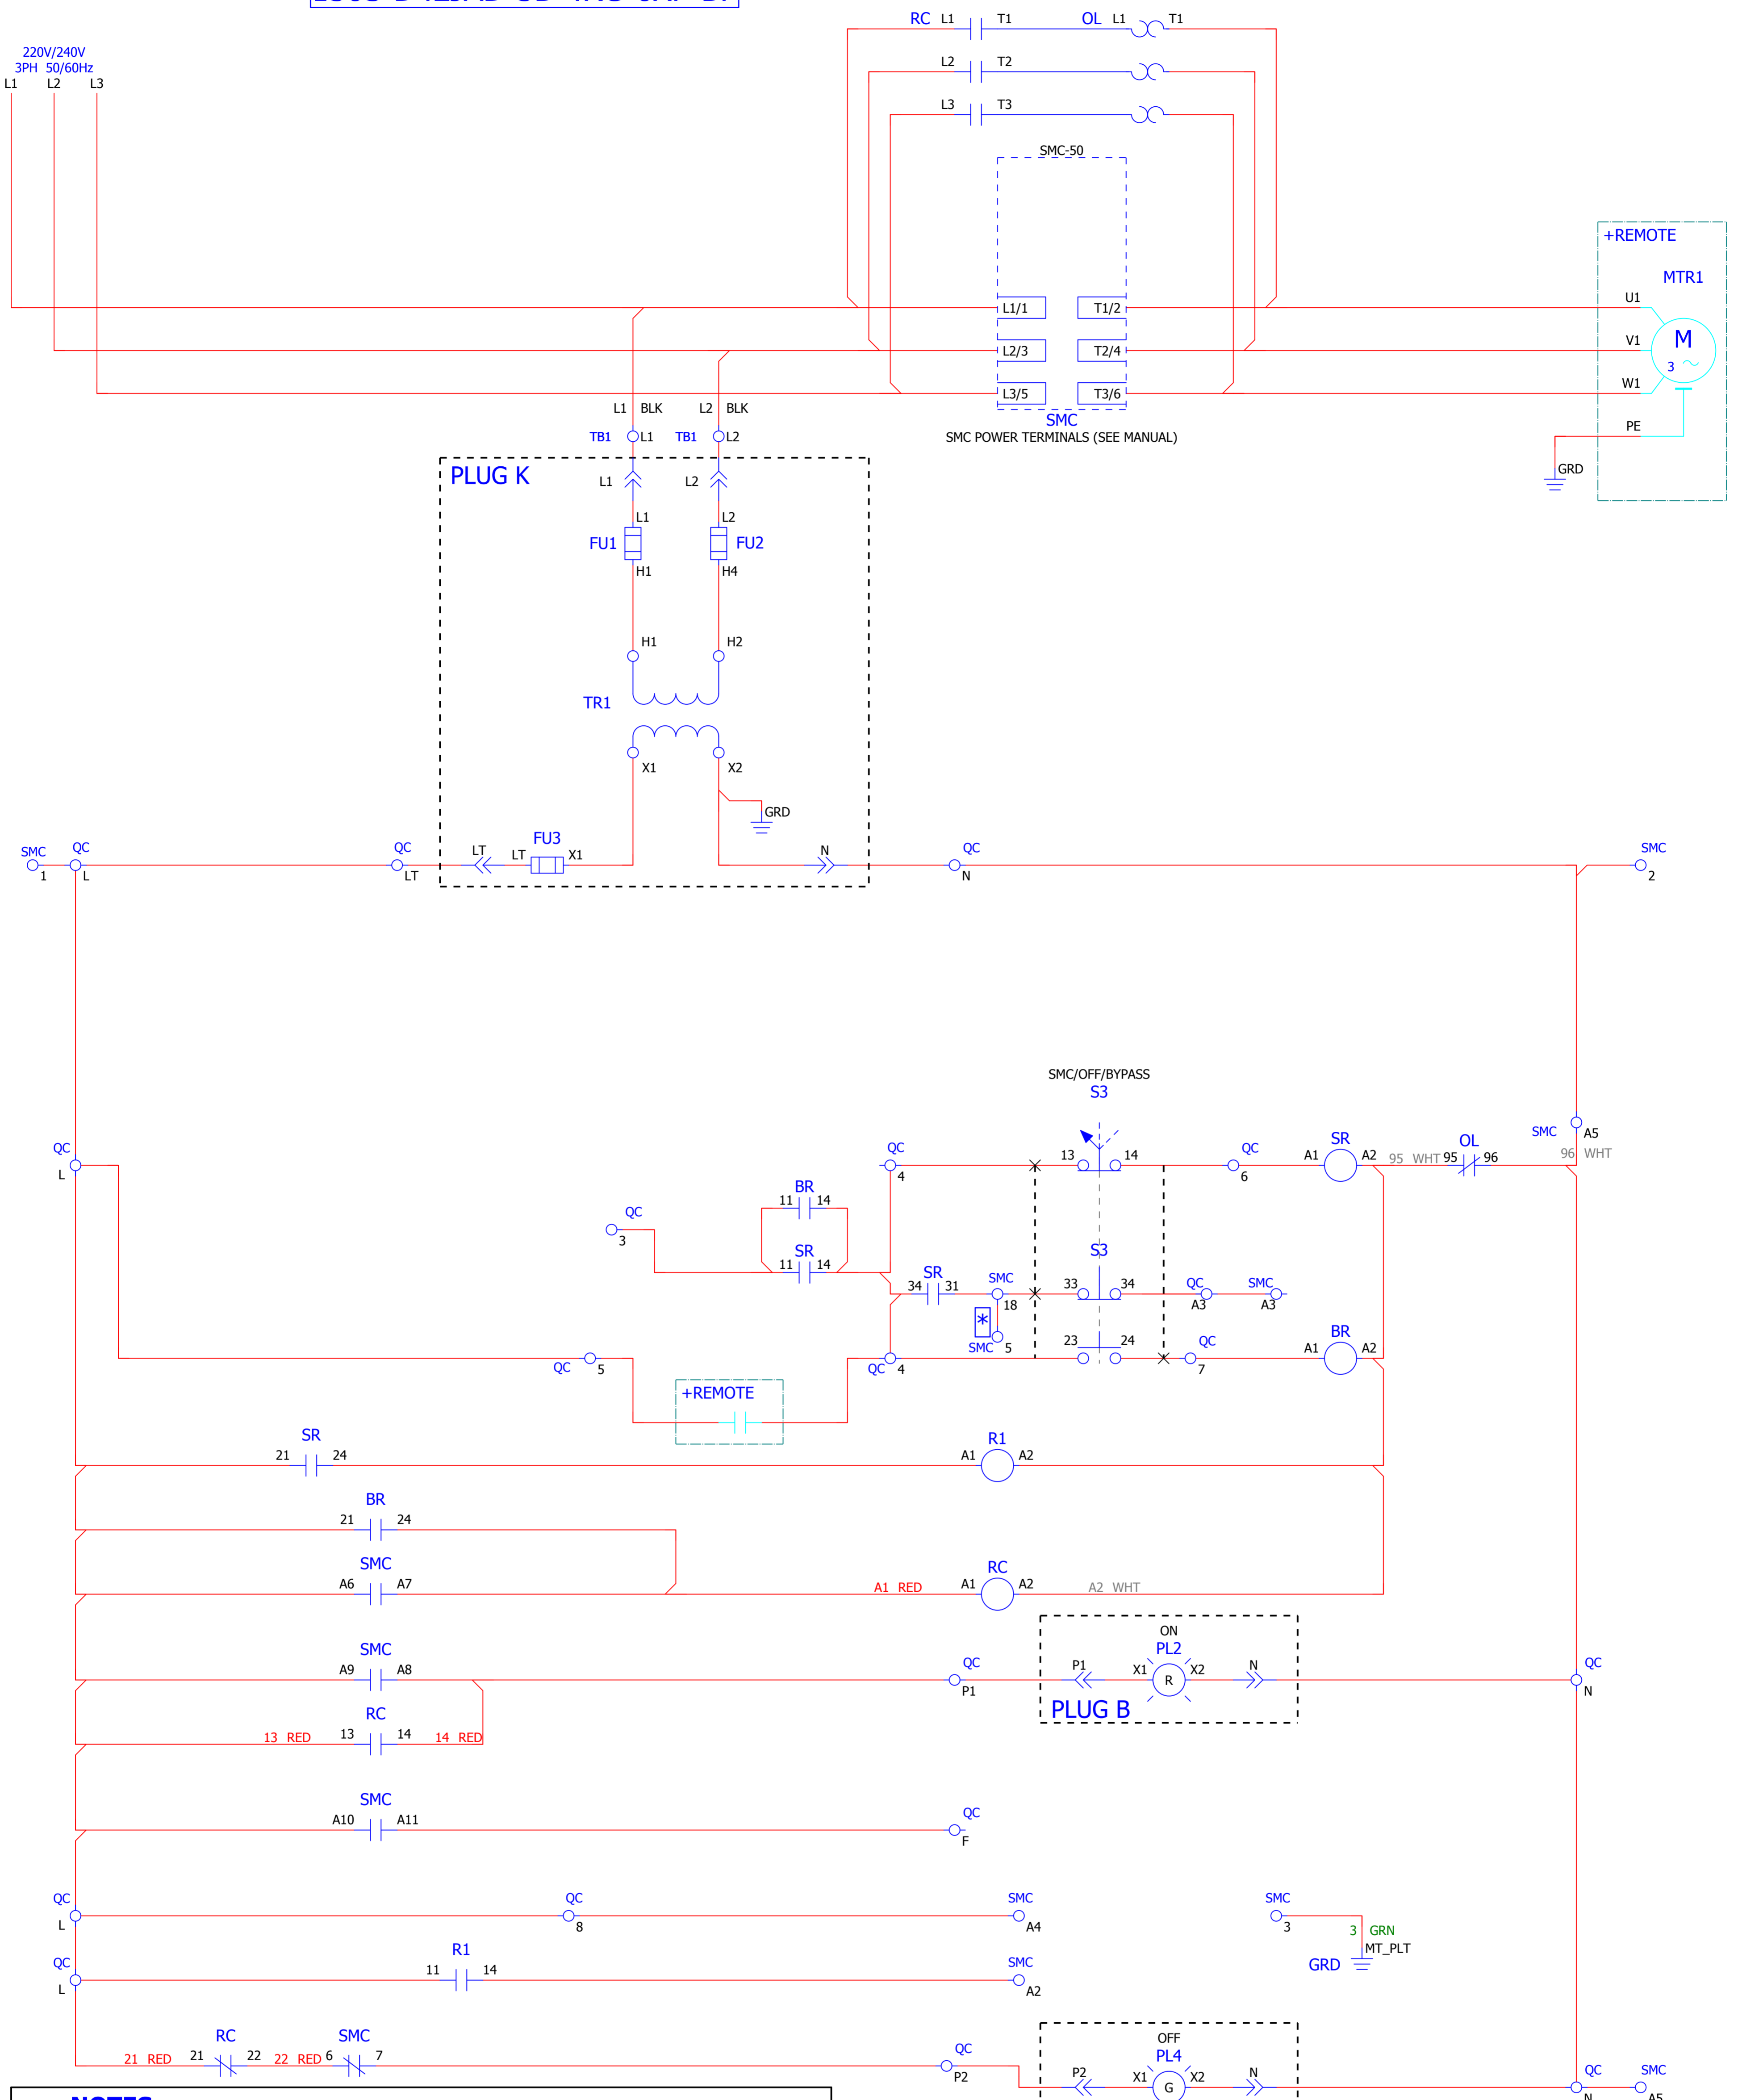 220V/240V
3PH 50/60Hz
L1 L2 L3
RC L1 T1 OL L1 T1
L2 T2
L3 T3
SMC-50
L1/1 T1/2
L2/3 T2/4
L3/5 T3/6
SMC
SMC POWER TERMINALS (SEE MANUAL)
+REMOTE
MTR1
U1
V1 M
3
W1
PE
GRD
L1 BLK L2 BLK
TB1 L1 TB1 L2
PLUG K
L1 L2
L1 L2
FU1 FU2
H1 H4
H1 H2
TR1
X1 X2
GRD
SMC QC QC LT LT FU3 X1 N QC SMC
1 L LT N 2
SMC/OFF/BYPASS
S3
SMC A5
QC QC 13 14 QC SR OL
L 4 6 A1 A2 95 WHT 95 96 96 WHT
BR
11 14
QC
3
SR
11 14
SR
34 31
SMC
18
S3
33 34
QC
A3
SMC
A3
*
SMC 5
23 24
QC
7
BR
A1 A2
QC 5
QC 4
+REMOTE
SR
21 24
R1
A1 A2
BR
21 24
SMC
A6 A7
A1 RED
RC
A1 A2
A2 WHT
SMC
A9 A8
QC
P1
ON
PL2
P1 X1 R X2 N
PLUG B
QC
N
RC
13 RED 13 14 14 RED
SMC
A10 A11
QC
F
QC
L
QC
8
SMC
A4
SMC
3
3 GRN
MT_PLT
GRD
QC
L
R1
11 14
SMC
A2
RC SMC
21 RED 21 22 22 RED 6 7
QC
P2
OFF
PL4
P2 X1 G X2 N
QC
N
SMC
A5